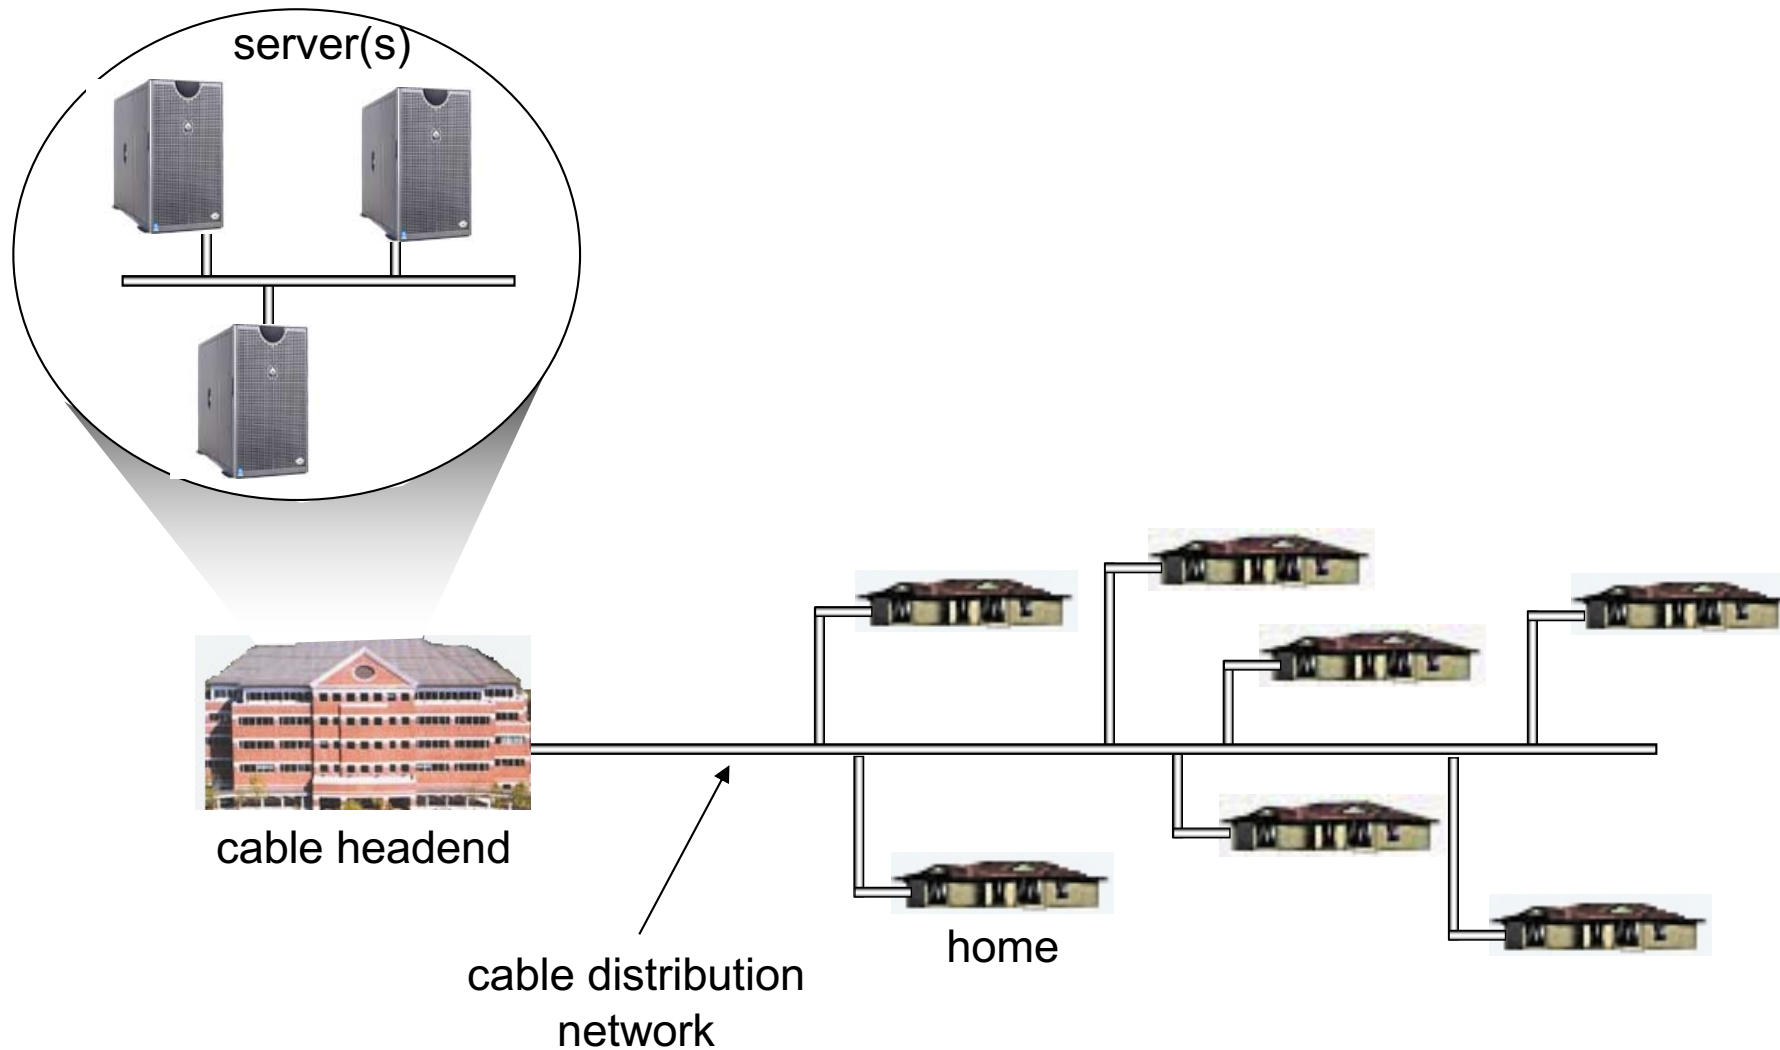 server(s)
cable headend
home
cable distribution
network